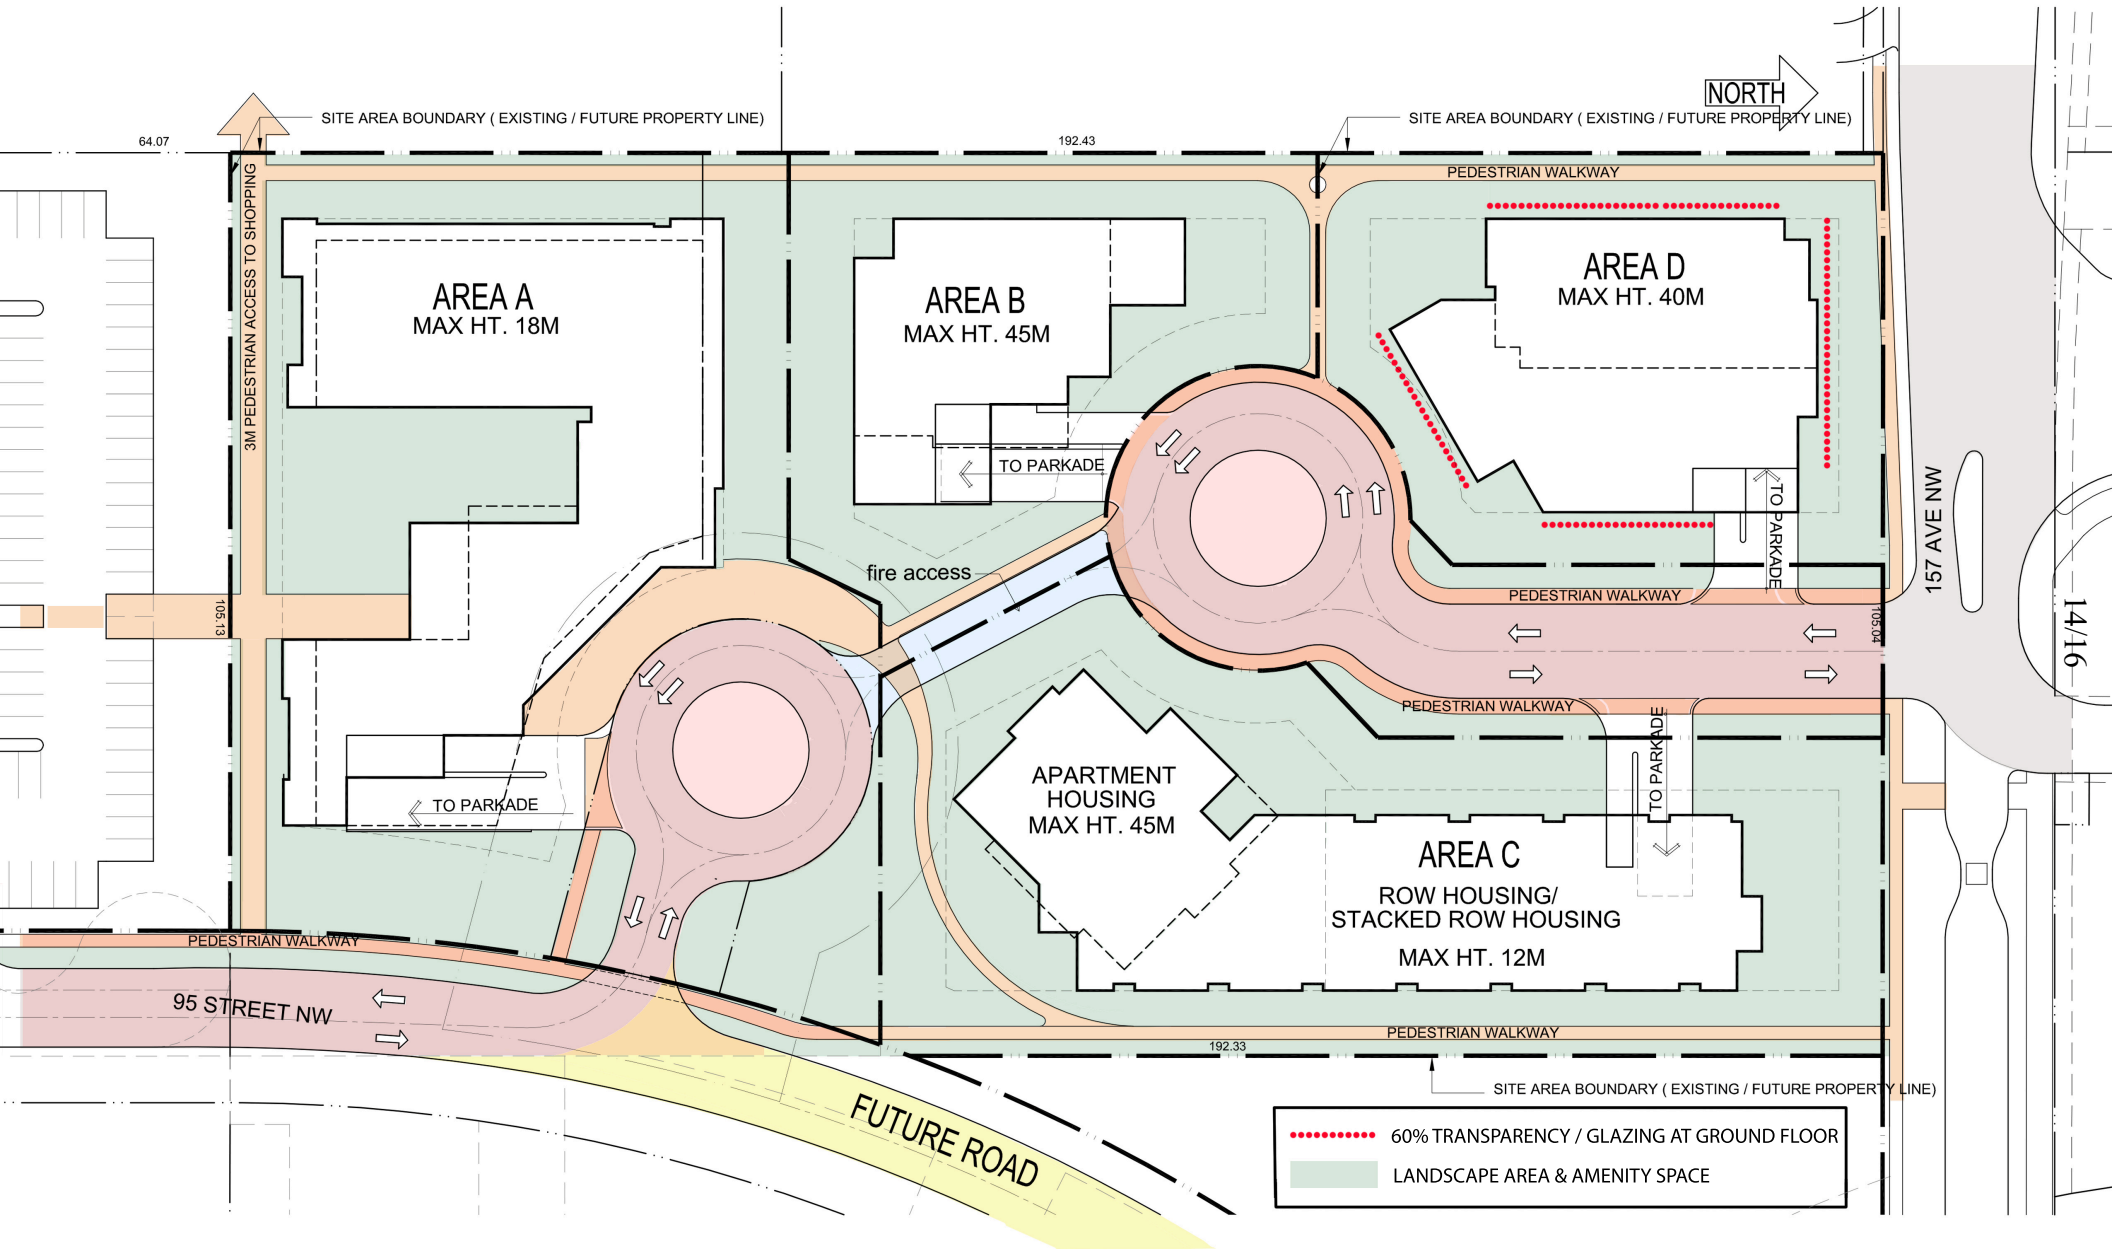 NORTH
SITE AREA BOUNDARY ( EXISTING / FUTURE PROPERTY LINE)
SITE AREA BOUNDARY ( EXISTING / FUTURE PROPERTY LINE)
64.07
192.43
PEDESTRIAN WALKWAY
3M PEDESTRIAN ACCESS TO SHOPPING
AREA A
MAX HT. 18M
AREA B
MAX HT. 45M
AREA D
MAX HT. 40M
TO PARKADE
TO PARKADE
157 AVE NW
14/16
fire access
PEDESTRIAN WALKWAY
105.13
105.04
PEDESTRIAN WALKWAY
TO PARKADE
TO PARKADE
APARTMENT
HOUSING
MAX HT. 45M
AREA C
ROW HOUSING/
STACKED ROW HOUSING
MAX HT. 12M
PEDESTRIAN WALKWAY
95 STREET NW
PEDESTRIAN WALKWAY
192.33
SITE AREA BOUNDARY ( EXISTING / FUTURE PROPERTY LINE)
FUTURE ROAD
60% TRANSPARENCY / GLAZING AT GROUND FLOOR
LANDSCAPE AREA & AMENITY SPACE